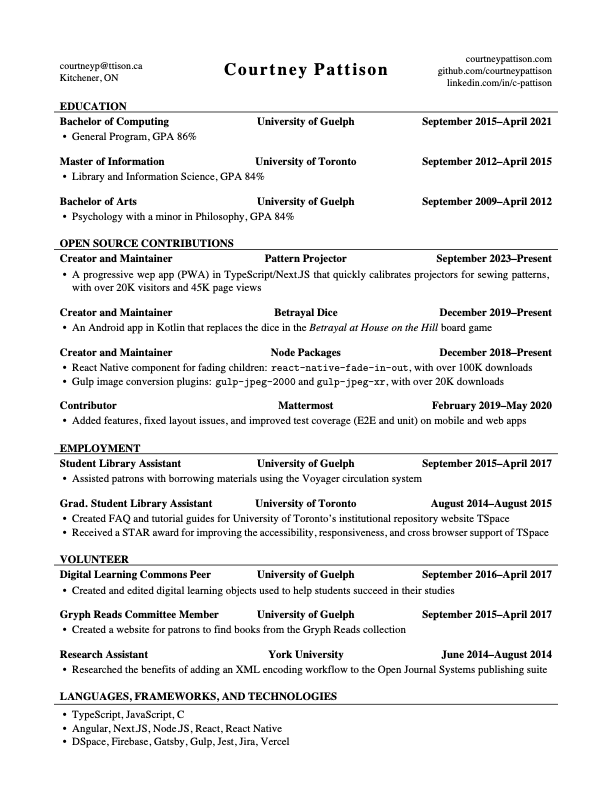 courtneyp@ttison.ca
Kitchener, ON
Courtney Pattison
courtneypattison.com
github.com/courtneypattison
linkedin.com/in/c-pattison
EDUCATION
Bachelor of Computing University of Guelph September 2015–April 2021
• General Program, GPA 86%
Master of Information University of Toronto September 2012–April 2015
• Library and Information Science, GPA 84%
Bachelor of Arts University of Guelph September 2009–April 2012
• Psychology with a minor in Philosophy, GPA 84%
OPEN SOURCE CONTRIBUTIONS
Creator and Maintainer Pattern Projector September 2023–Present
• A progressive wep app (PWA) in TypeScript/Next.JS that quickly calibrates projectors for sewing patterns,
with over 20K visitors and 45K page views
Creator and Maintainer Betrayal Dice December 2019–Present
• An Android app in Kotlin that replaces the dice in the Betrayal at House on the Hill board game
Creator and Maintainer Node Packages December 2018–Present
• React Native component for fading children: react-native-fade-in-out, with over 100K downloads
• Gulp image conversion plugins: gulp-jpeg-2000 and gulp-jpeg-xr, with over 20K downloads
Contributor Mattermost February 2019–May 2020
• Added features, fixed layout issues, and improved test coverage (E2E and unit) on mobile and web apps
EMPLOYMENT
Student Library Assistant University of Guelph September 2015–April 2017
• Assisted patrons with borrowing materials using the Voyager circulation system
Grad. Student Library Assistant University of Toronto August 2014–August 2015
• Created FAQ and tutorial guides for University of Toronto's institutional repository website TSpace
• Received a STAR award for improving the accessibility, responsiveness, and cross browser support of TSpace
VOLUNTEER
Digital Learning Commons Peer University of Guelph September 2016–April 2017
• Created and edited digital learning objects used to help students succeed in their studies
Gryph Reads Committee Member University of Guelph September 2015–April 2017
• Created a website for patrons to find books from the Gryph Reads collection
Research Assistant York University June 2014–August 2014
• Researched the benefits of adding an XML encoding workflow to the Open Journal Systems publishing suite
LANGUAGES, FRAMEWORKS, AND TECHNOLOGIES
• TypeScript, JavaScript, C
• Angular, Next.JS, Node.JS, React, React Native
• DSpace, Firebase, Gatsby, Gulp, Jest, Jira, Vercel